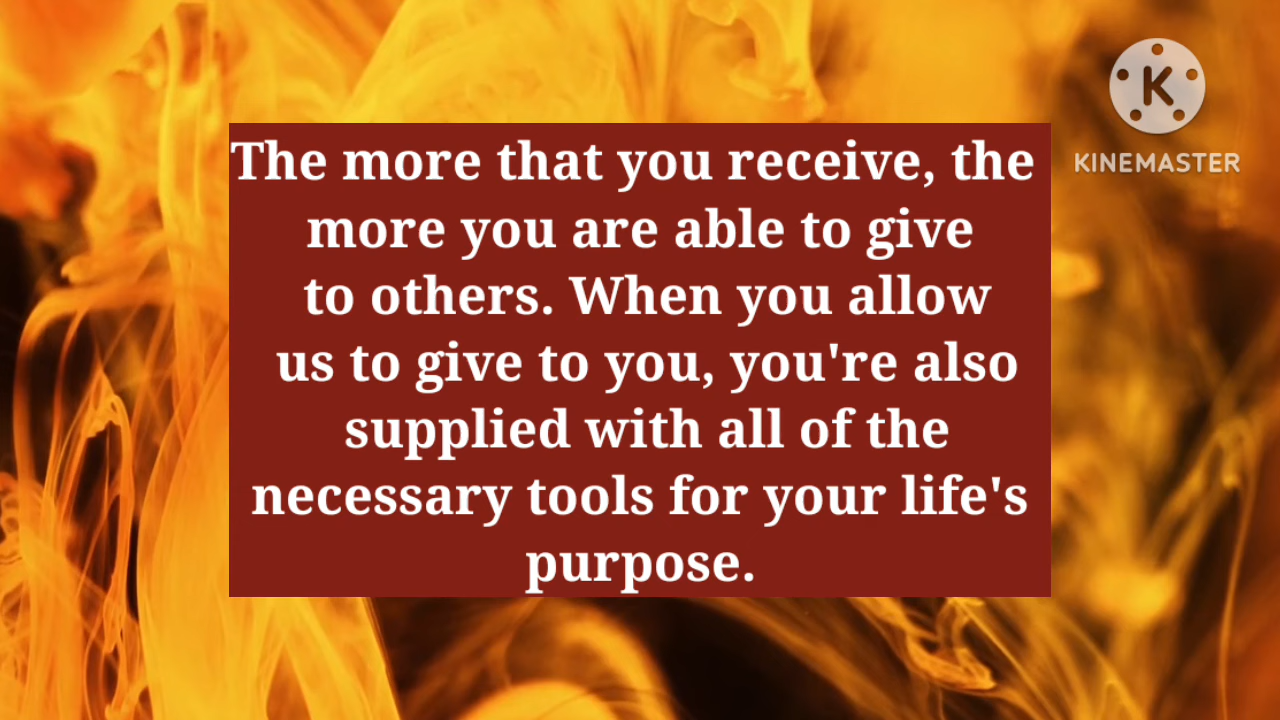 The more that you receive, the
more you are able to give
to others. When you allow
us to give to you, you're also
supplied with all of the
necessary tools for your life's
purpose.
K
KINEMASTER